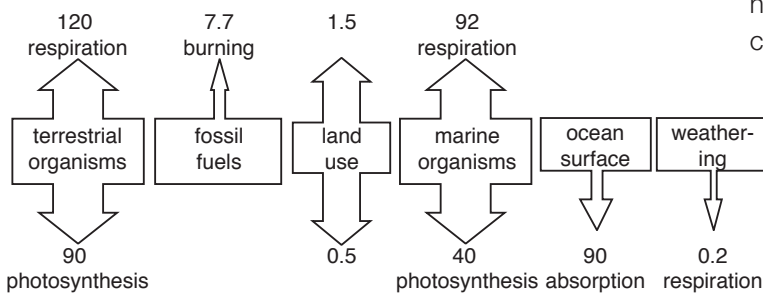 120
respiration
7.7
burning
1.5
92
respiration
terrestrial
organisms
fossil
fuels
land
use
marine
organisms
ocean
surface
weather-
ing
90
photosynthesis
0.5
40
photosynthesis
90
absorption
0.2
respiration